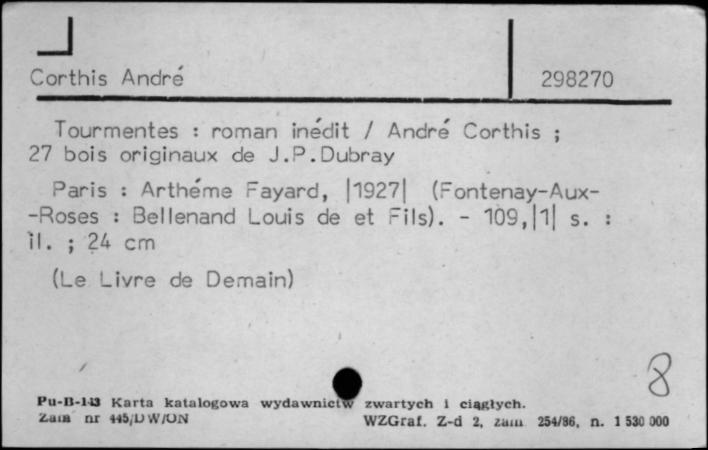 Corthis André 298270
Tourmentes : roman inédit / André Corthis ;
27 bois originaux de J.P.Dubray
Paris : Arthéme Fayard, |1927| (Fontenay-Aux-
-Roses : Bellenand Louis de et Fils). - 109,|1| s. :
il. ; 24 cm
(Le Livre de Demain)
8
Pu-B-143 Karta katalogowa wydawnictw zwartych i ciągłych.
Zam nr 445/DW/ON WZGraf. Z-d 2, zam. 254/86, n. 1 530 000